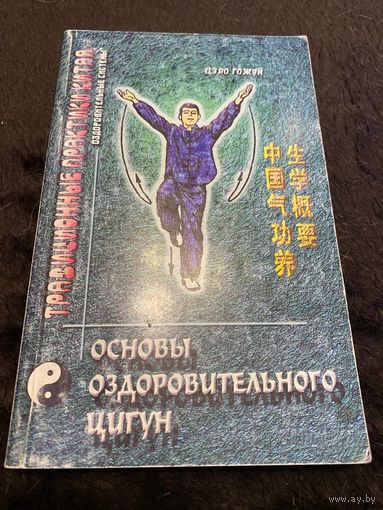 ТРАДИЦИОННЫЕ ПРАКТИКИ КИТАЯ
ОЗДОРОВИТЕЛЬНЫЕ СИСТЕМЫ
ЦЗЯО ГОЖУЙ
中国气功养
生学概要
ОСНОВЫ
ОЗДОРОВИТЕЛЬНОГО
ЦИГУН
www.ay.by